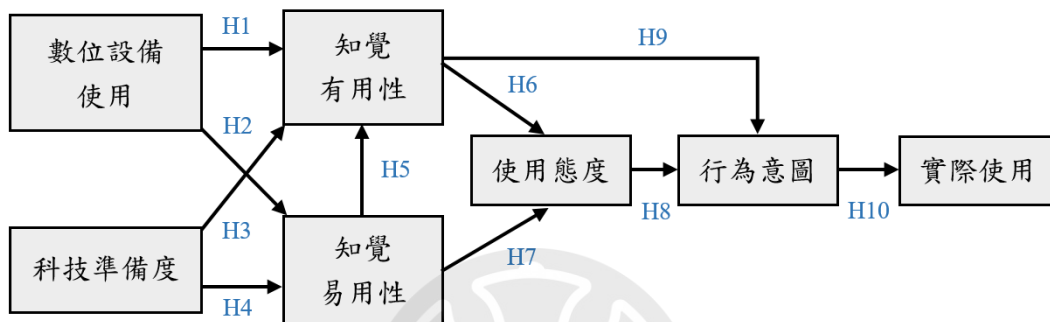 數位設備
使用
H1
知覺
有用性
H9
H2
H6
H5
使用態度
H8
行為意圖
H10
實際使用
H3
科技準備度
H4
知覺
易用性
H7